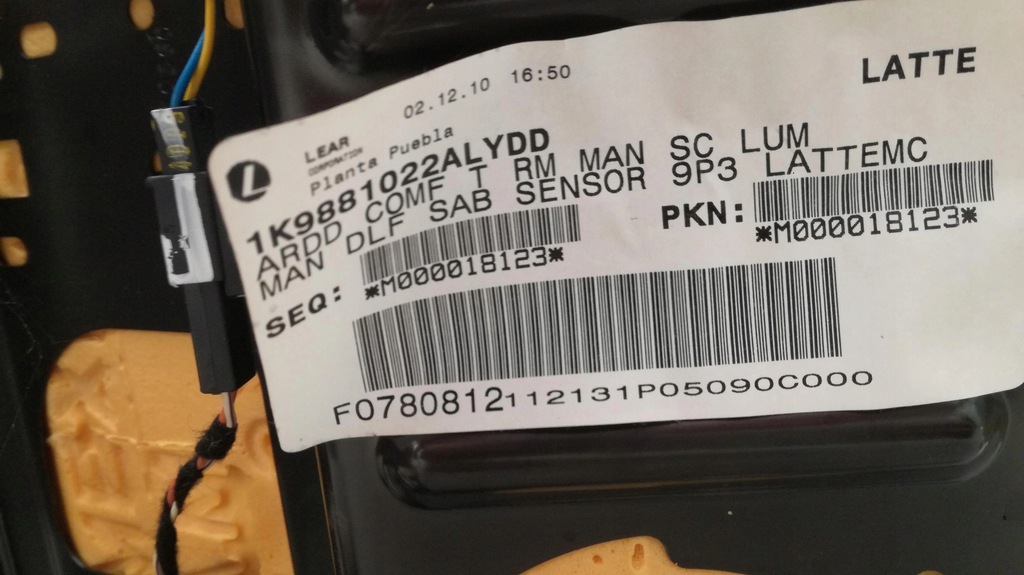 02.12.10 16:50
LATTE
L
LEAR
CORPORATION
Planta Puebla
1K9881022ALYDD
ARDD COMF T RM MAN SC LUM
MAN DLF SAB SENSOR 9P3 LATTEMC
SEQ: *M000018123*
PKN: *M000018123*
F0780812112131P05090C000